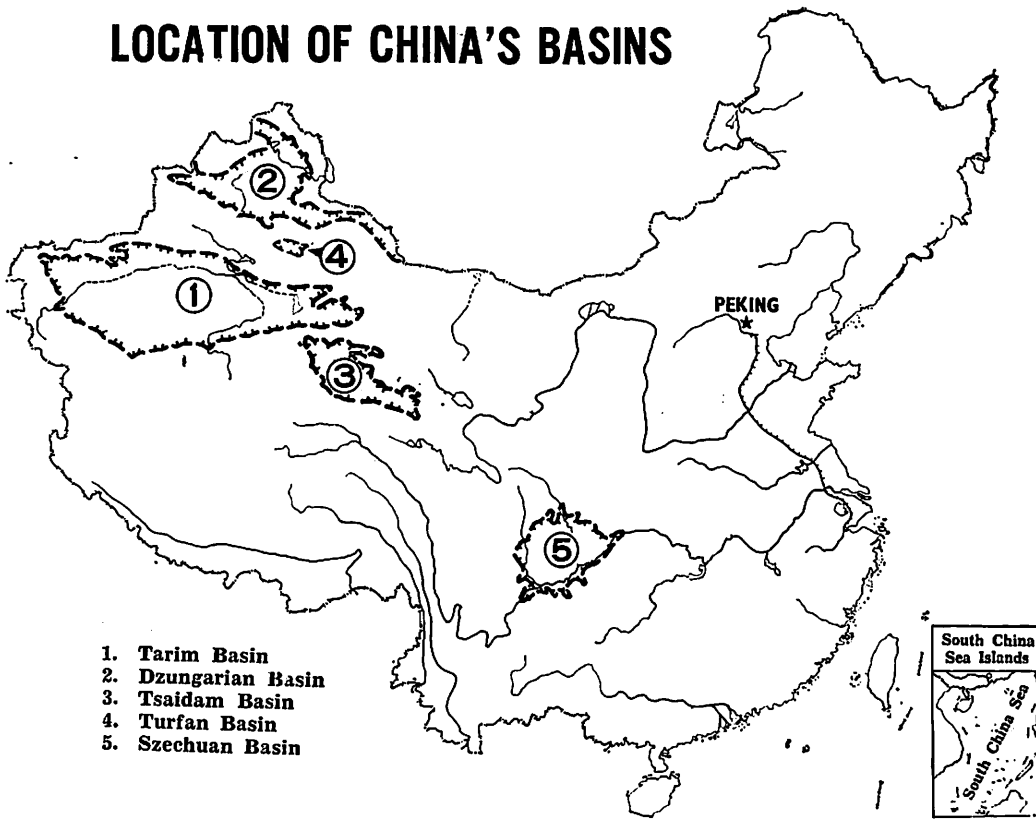 LOCATION OF CHINA'S BASINS
②
④
①
PEKING
③
⑤
1. Tarim Basin
2. Dzungarian Basin
3. Tsaidam Basin
4. Turfan Basin
5. Szechuan Basin
South China
Sea Islands
South China Sea